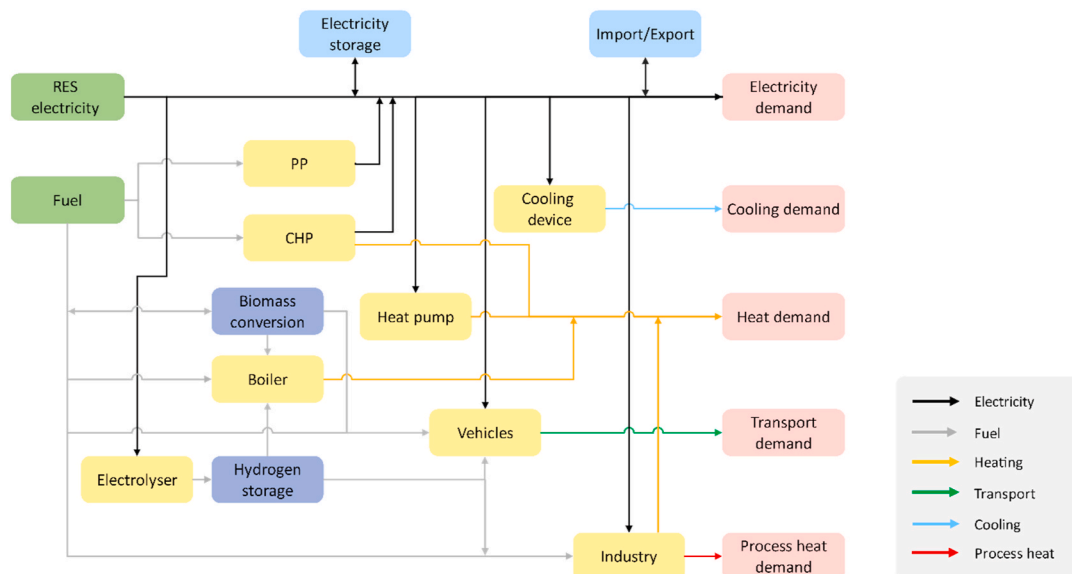 Electricity
storage
Import/Export
RES
electricity
Electricity
demand
PP
Fuel
Cooling
device
Cooling demand
CHP
Biomass
conversion
Heat pump
Heat demand
Boiler
Vehicles
Transport
demand
Electrolyser
Hydrogen
storage
Industry
Process heat
demand
Electricity
Fuel
Heating
Transport
Cooling
Process heat